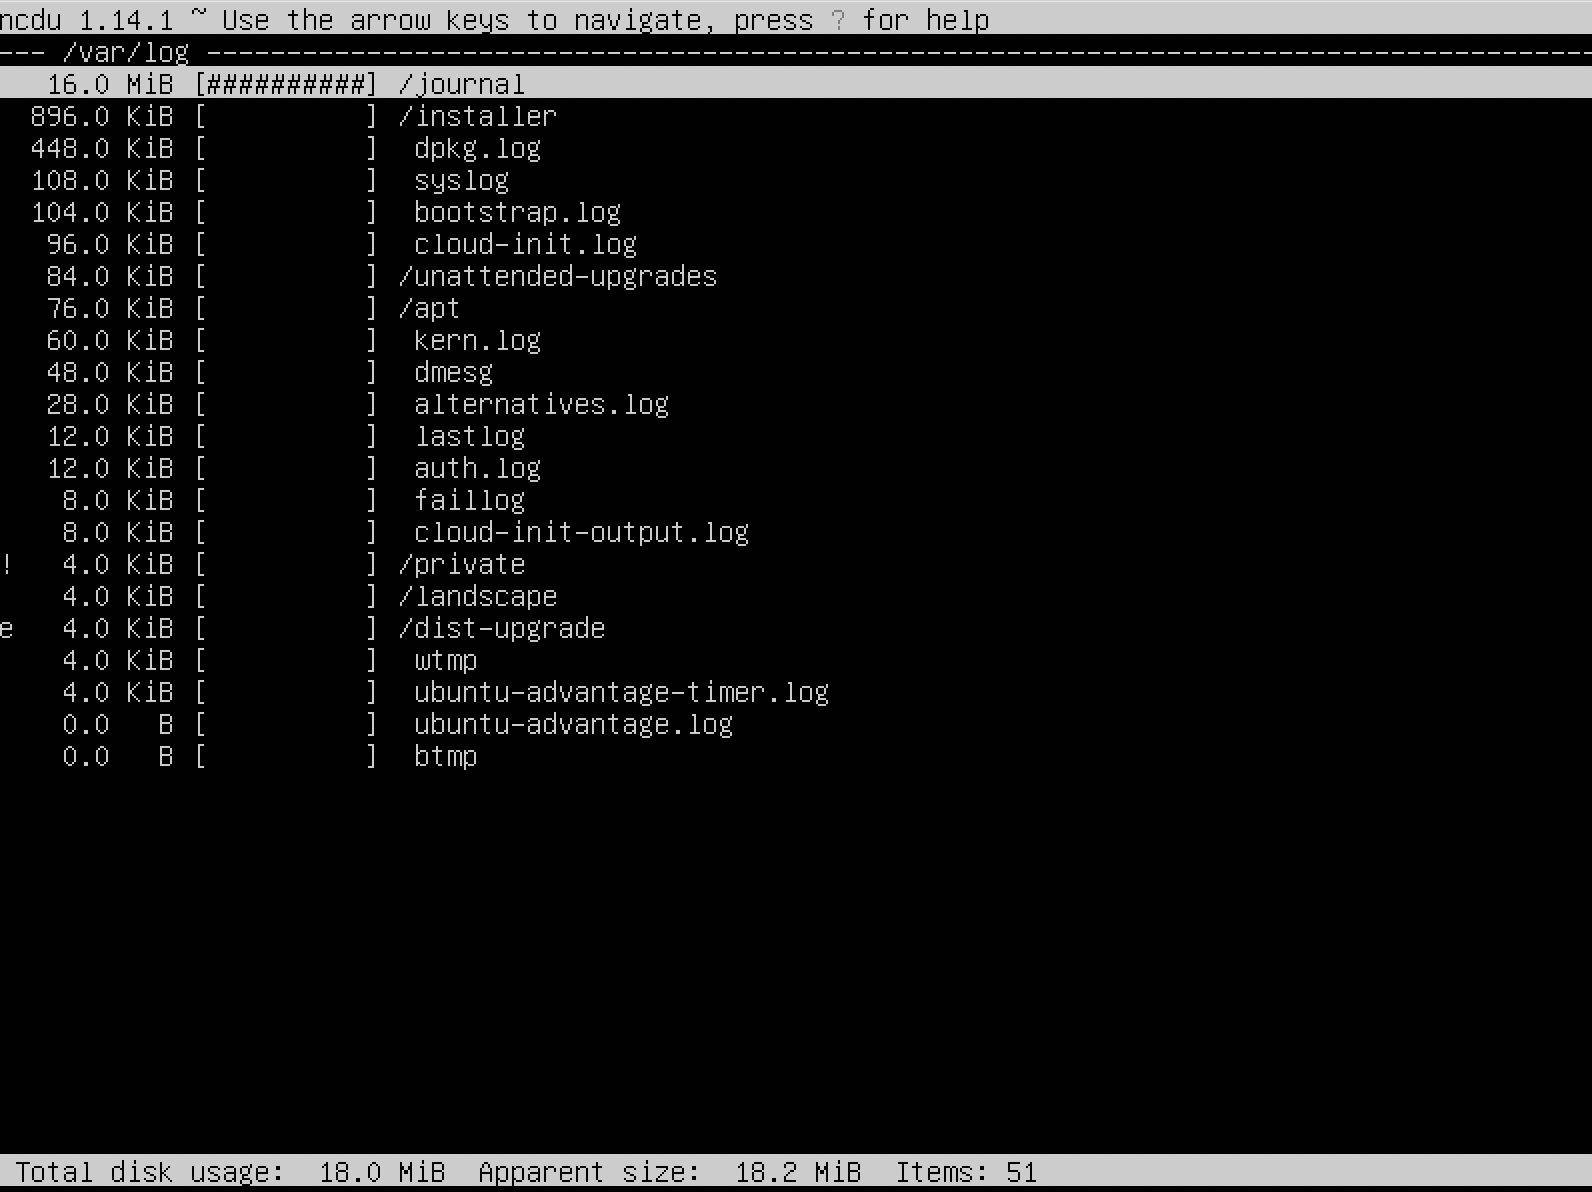 ncdu 1.14.1 ~ Use the arrow keys to navigate, press ? for help
--- /var/log ---------------------------------------------------------------------------------------
   16.0 MiB [##########] /journal
  896.0 KiB [          ] /installer
  448.0 KiB [          ]  dpkg.log
  108.0 KiB [          ]  syslog
  104.0 KiB [          ]  bootstrap.log
   96.0 KiB [          ]  cloud-init.log
   84.0 KiB [          ] /unattended-upgrades
   76.0 KiB [          ] /apt
   60.0 KiB [          ]  kern.log
   48.0 KiB [          ]  dmesg
   28.0 KiB [          ]  alternatives.log
   12.0 KiB [          ]  lastlog
   12.0 KiB [          ]  auth.log
    8.0 KiB [          ]  faillog
    8.0 KiB [          ]  cloud-init-output.log
!   4.0 KiB [          ] /private
    4.0 KiB [          ] /landscape
e   4.0 KiB [          ] /dist-upgrade
    4.0 KiB [          ]  wtmp
    4.0 KiB [          ]  ubuntu-advantage-timer.log
    0.0   B [          ]  ubuntu-advantage.log
    0.0   B [          ]  btmp
 Total disk usage:  18.0 MiB  Apparent size:  18.2 MiB  Items: 51